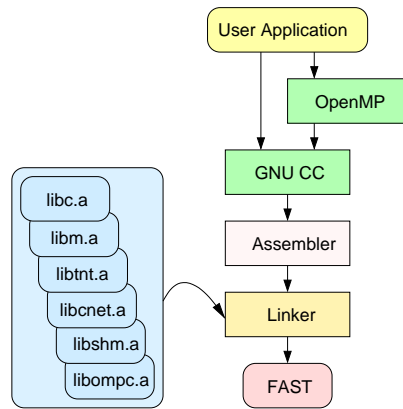 User Application
OpenMP
GNU CC
libc.a
libm.a
libtnt.a
libcnet.a
libshm.a
libompc.a
Assembler
Linker
FAST